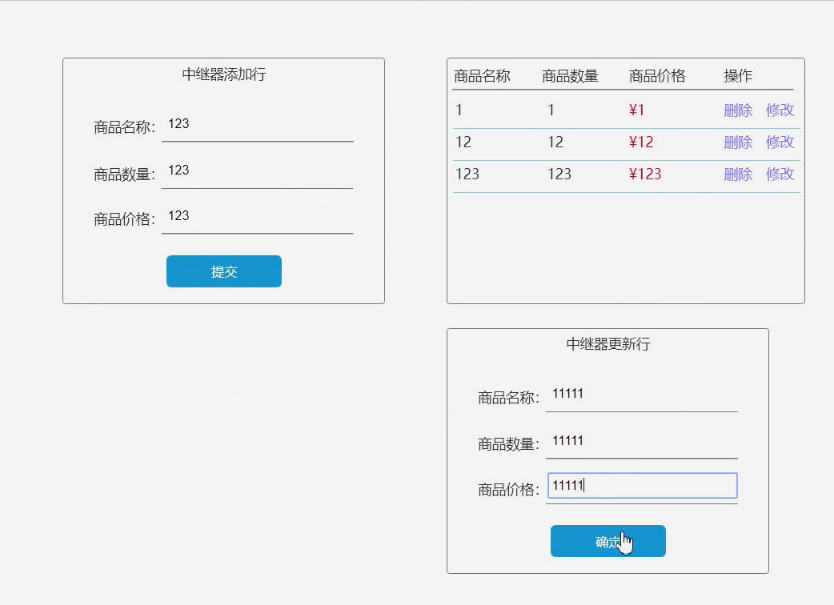 中继器添加行
商品名称： 123
商品数量： 123
商品价格： 123
提交
商品名称 商品数量 商品价格 操作
1 1 ¥1 删除 修改
12 12 ¥12 删除 修改
123 123 ¥123 删除 修改
中继器更新行
商品名称： 11111
商品数量： 11111
商品价格： 11111
确定